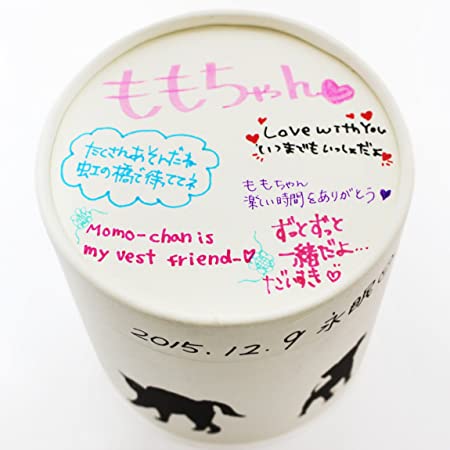 ももちゃん♡
たくさんあそんだね
虹の橋で待っててネ
Love with You
いつまでもいっしょだよ
ももちゃん
楽しい時間をありがとう♥
Momo-chan is
my vest friend-♡
ずっとずっと
一緒だよ...
だいすき♡
2015.12.9 永眠